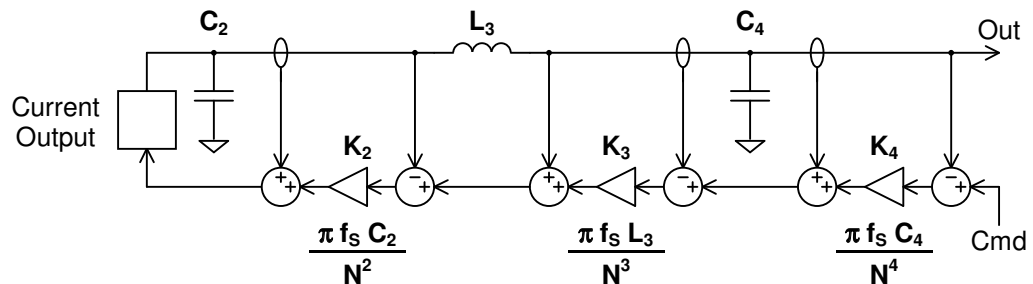 C₂
L₃
C₄
Out
Current
Output
K₂
K₃
K₄
+
+
−
+
+
+
−
+
+
+
−
+
Cmd
π fₛ C₂
N²
π fₛ L₃
N³
π fₛ C₄
N⁴